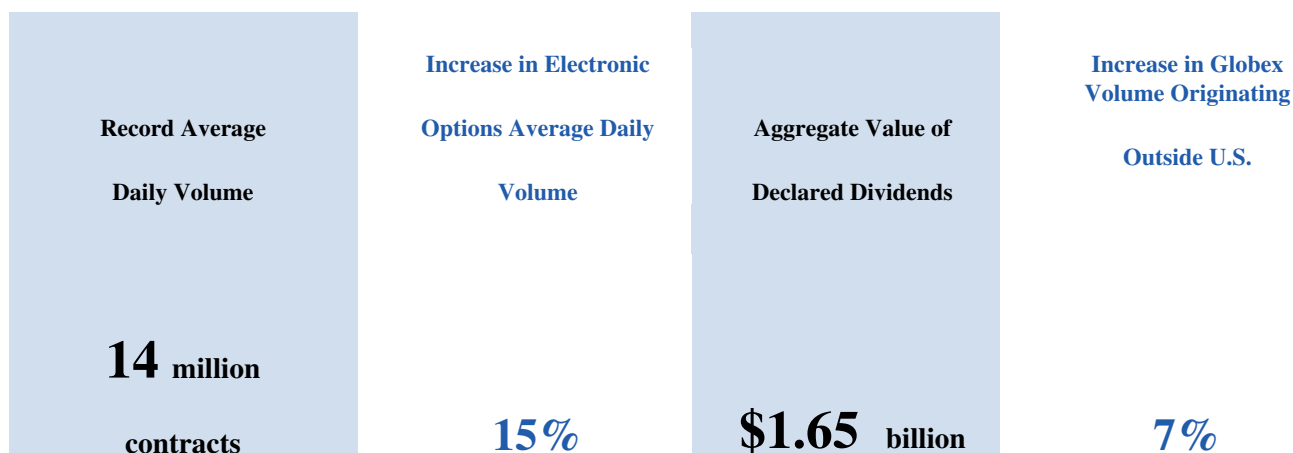 Record Average
Daily Volume
14 million
contracts
Increase in Electronic
Options Average Daily
Volume
15%
Aggregate Value of
Declared Dividends
$1.65 billion
Increase in Globex
Volume Originating
Outside U.S.
7%